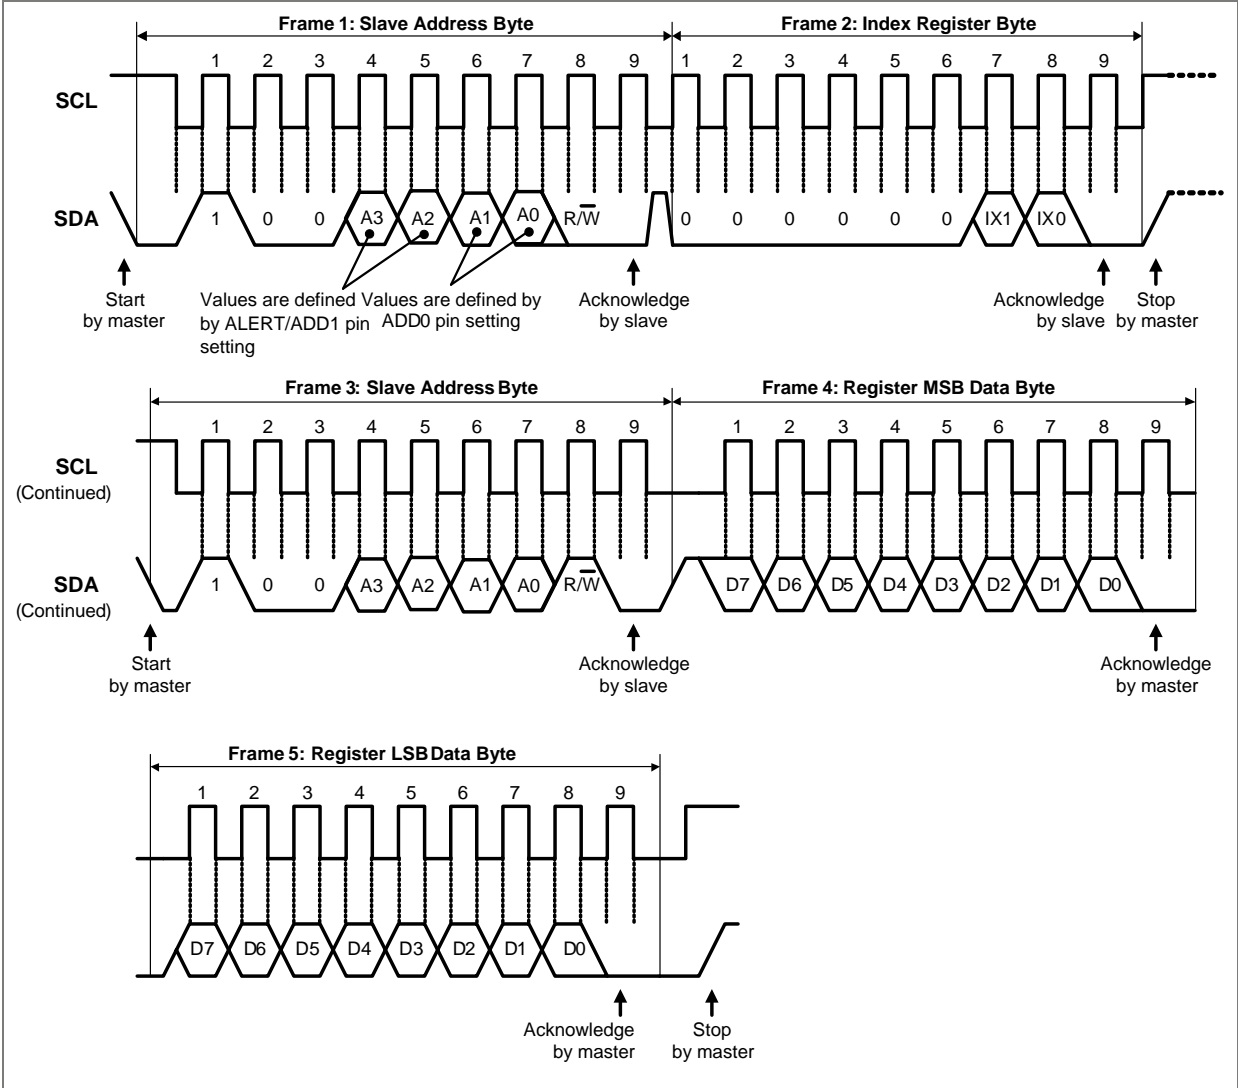 Frame 1: Slave Address Byte Frame 2: Index Register Byte
1 2 3 4 5 6 7 8 9 1 2 3 4 5 6 7 8 9
SCL
SDA 1 0 0 A3 A2 A1 A0 R/W 0 0 0 0 0 0 IX1 IX0
Start
by master
Values are defined
by ALERT/ADD1 pin
setting
Values are defined by
ADD0 pin setting
Acknowledge
by slave
Acknowledge
by slave
Stop
by master
Frame 3: Slave Address Byte Frame 4: Register MSB Data Byte
1 2 3 4 5 6 7 8 9 1 2 3 4 5 6 7 8 9
SCL
(Continued)
SDA 1 0 0 A3 A2 A1 A0 R/W D7 D6 D5 D4 D3 D2 D1 D0
(Continued)
Start
by master
Acknowledge
by slave
Acknowledge
by master
Frame 5: Register LSB Data Byte
1 2 3 4 5 6 7 8 9
D7 D6 D5 D4 D3 D2 D1 D0
Acknowledge
by master
Stop
by master